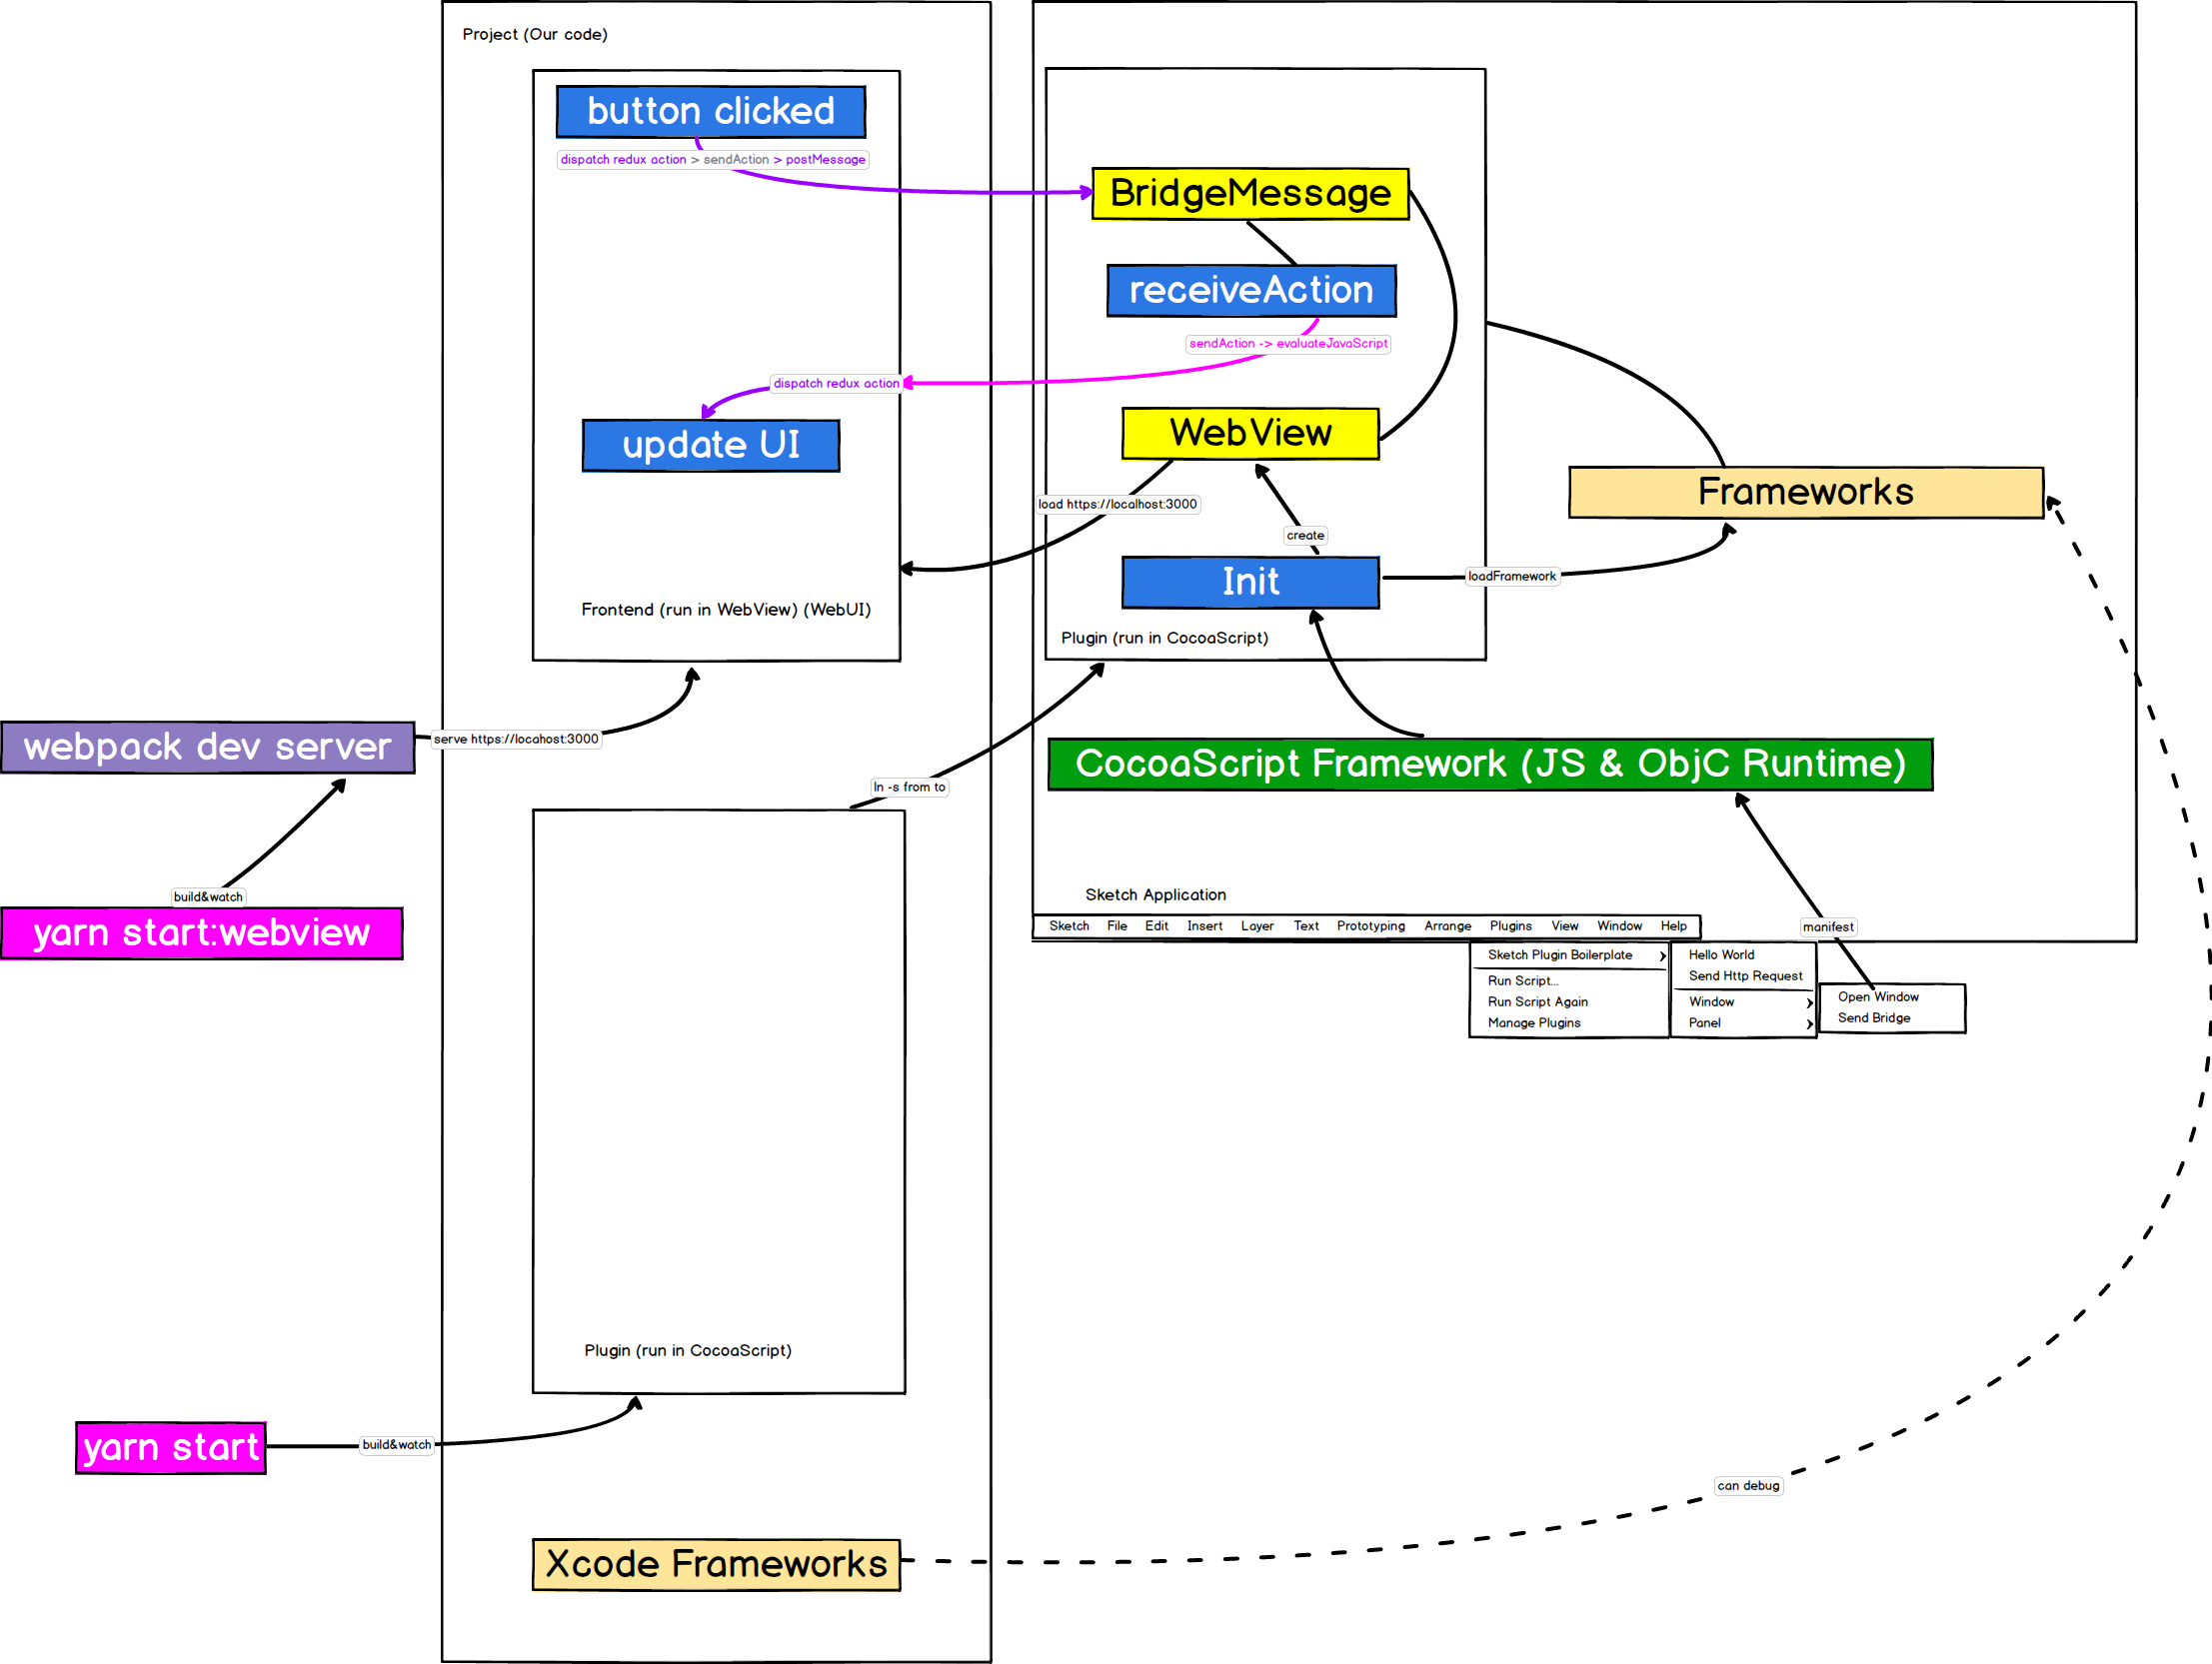 Project (Our code)
button clicked
dispatch redux action > sendAction > postMessage
BridgeMessage
receiveAction
sendAction -> evaluateJavaScript
dispatch redux action
update UI
WebView
load https://localhost:3000
create
Init
loadFramework
Frameworks
Frontend (run in WebView) (WebUI)
Plugin (run in CocoaScript)
webpack dev server
serve https://locahost:3000
CocoaScript Framework (JS & ObjC Runtime)
ln -s from to
build&watch
yarn start:webview
Sketch Application
manifest
Sketch File Edit Insert Layer Text Prototyping Arrange Plugins View Window Help
Sketch Plugin Boilerplate
Run Script...
Run Script Again
Manage Plugins
Hello World
Send Http Request
Window
Panel
Open Window
Send Bridge
Plugin (run in CocoaScript)
yarn start
build&watch
can debug
Xcode Frameworks